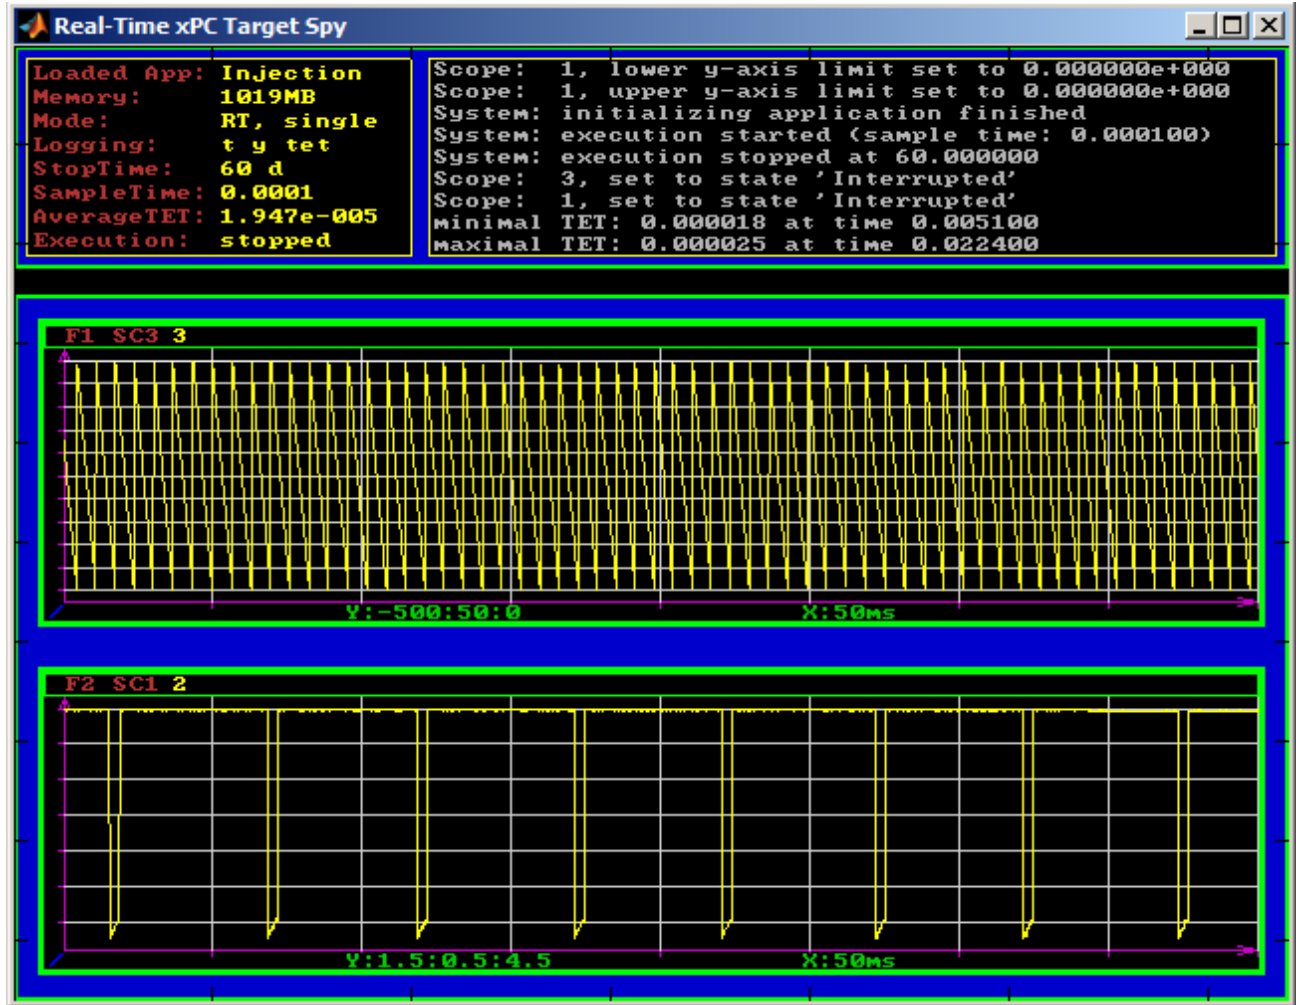 Real-Time xPC Target Spy
Loaded App: Injection
Memory: 1019MB
Mode: RT, single
Logging: t y tet
StopTime: 60 d
SampleTime: 0.0001
AverageTET: 1.947e-005
Execution: stopped
Scope: 1, lower y-axis limit set to 0.000000e+000
Scope: 1, upper y-axis limit set to 0.000000e+000
System: initializing application finished
System: execution started (sample time: 0.000100)
System: execution stopped at 60.000000
Scope: 3, set to state 'Interrupted'
Scope: 1, set to state 'Interrupted'
minimal TET: 0.000018 at time 0.005100
maximal TET: 0.000025 at time 0.022400
F1 SC3 3
Y:-500:50:0 X:50ms
F2 SC1 2
Y:1.5:0.5:4.5 X:50ms